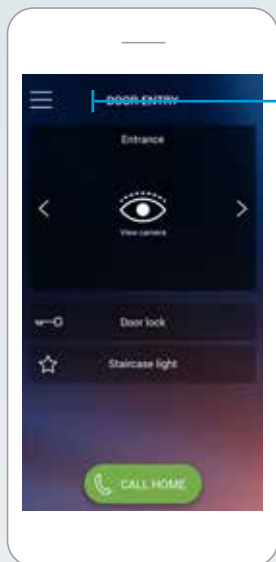 DOOR ENTRY
Entrance
View camera
Door lock
Staircase light
CALL HOME